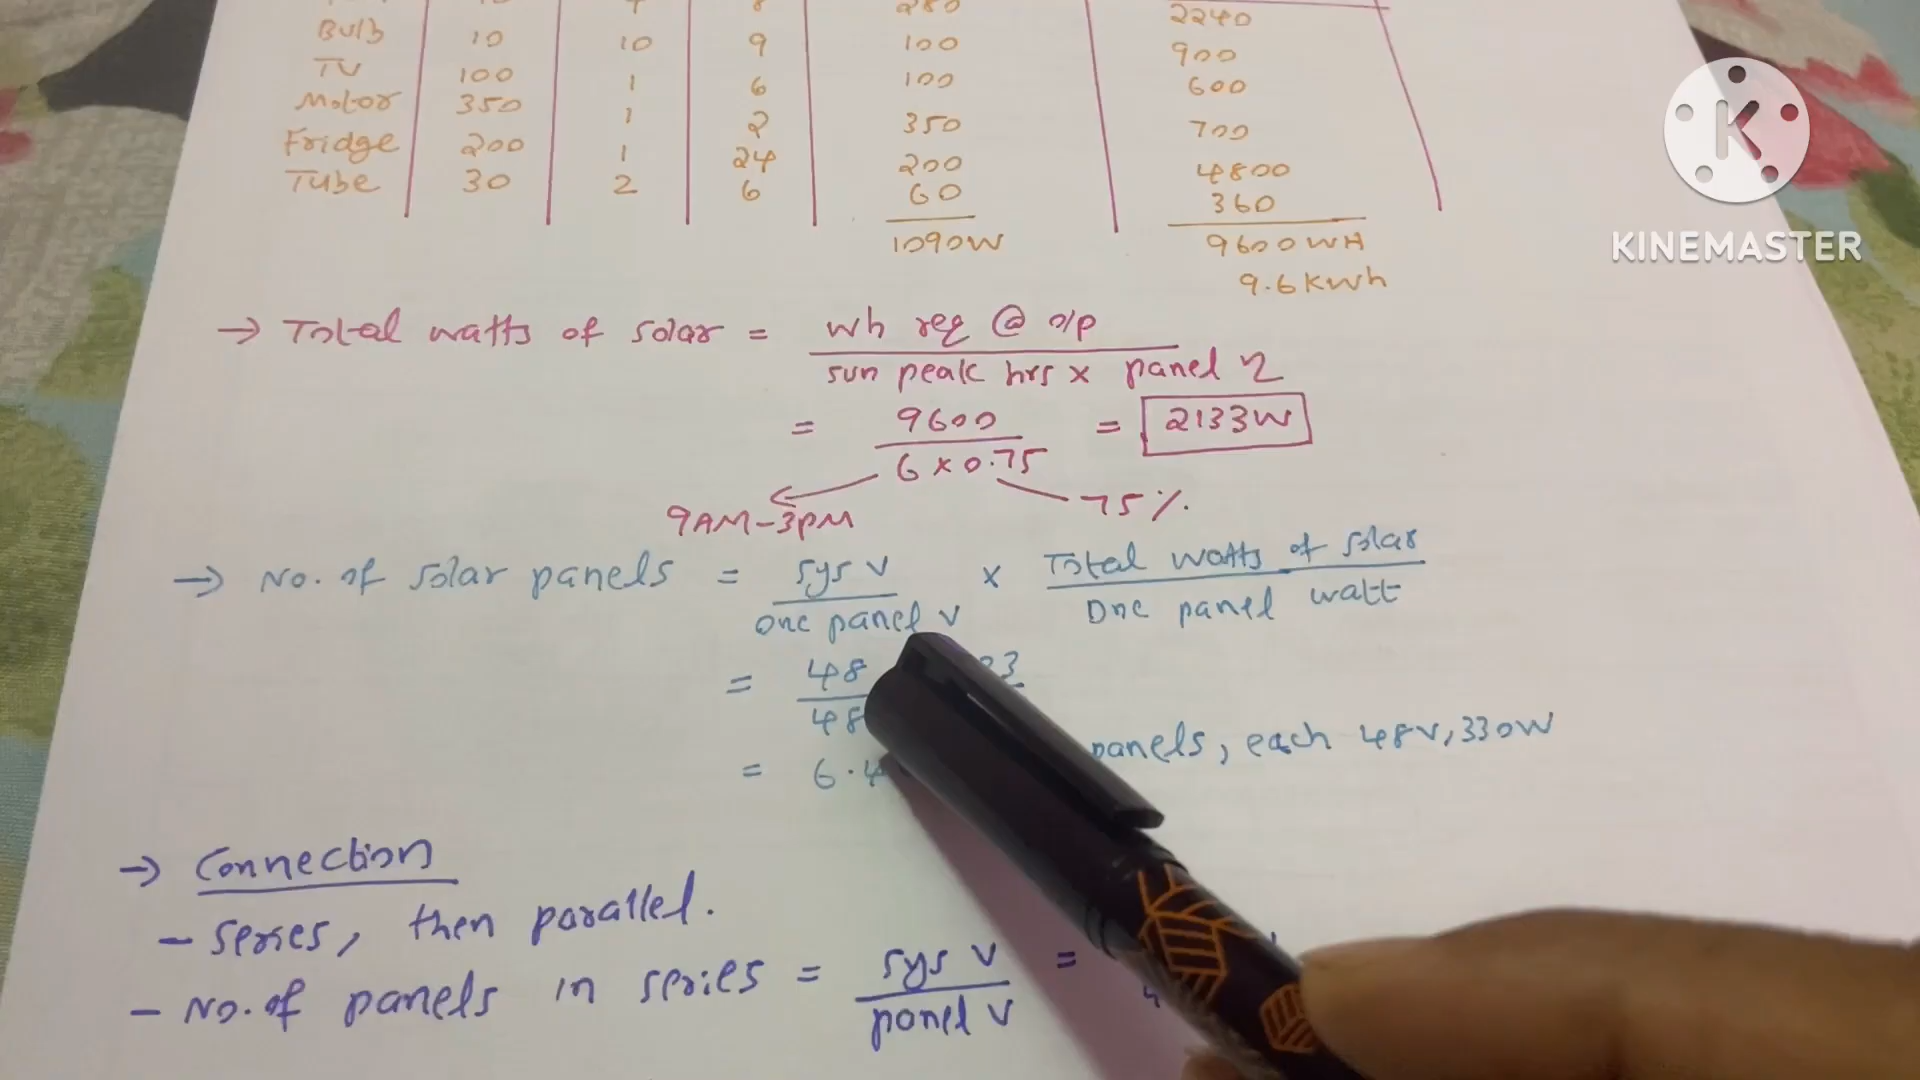 280 2240
Bulb 10 10 9 100 900
TV 100 1 6 100 600
Motor 350 1 2 350 700
Fridge 200 1 24 200 4800
Tube 30 2 6 60 360
1090W 9600WH
9.6KWh
K
KINEMASTER
→ Total watts of solar = Wh req @ o/p
sun peak hrs x panel η
= 9600 = 2133W
6 x 0.75
9AM-3PM 75%.
→ No. of solar panels = sys v x Total watts of solar
One panel v One panel watt
= 48 33
48
= 6.4 panels, each 48V, 330W
→ Connection
- series, then parallel.
- No. of panels in series = sys v =
panel v 4